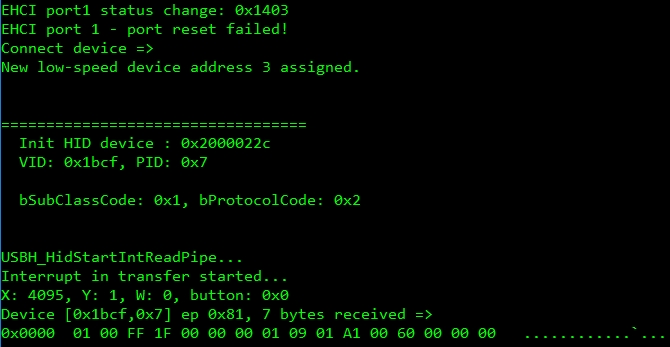 EHCI port1 status change: 0x1403
EHCI port 1 - port reset failed!
Connect device =>
New low-speed device address 3 assigned.
==================================
Init HID device : 0x2000022c
VID: 0x1bcf, PID: 0x7
bSubClassCode: 0x1, bProtocolCode: 0x2
USBH_HidStartIntReadPipe...
Interrupt in transfer started...
X: 4095, Y: 1, W: 0, button: 0x0
Device [0x1bcf,0x7] ep 0x81, 7 bytes received =>
0x0000  01 00 FF 1F 00 00 00 01 09 01 A1 00 60 00 00 00   ............`...